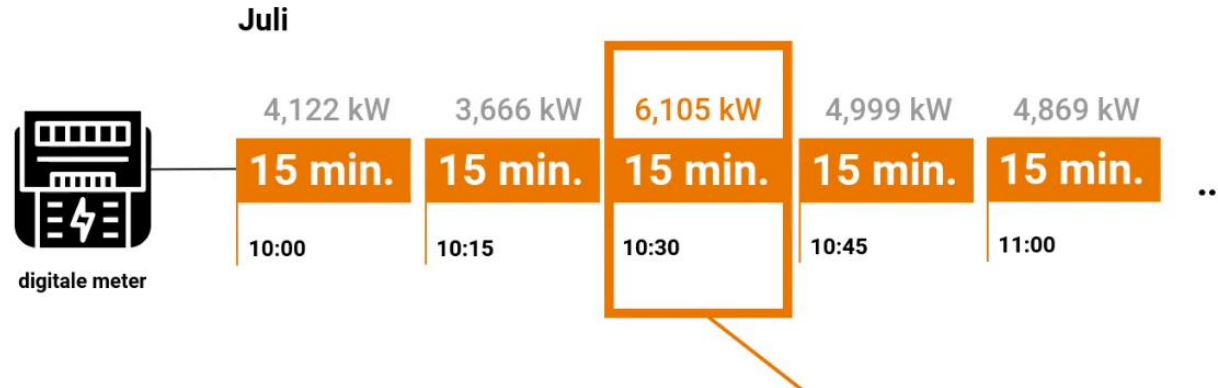 Juli
4,122 kW 3,666 kW 6,105 kW 4,999 kW 4,869 kW
15 min. 15 min. 15 min. 15 min. 15 min. ..
10:00 10:15 10:30 10:45 11:00
digitale meter